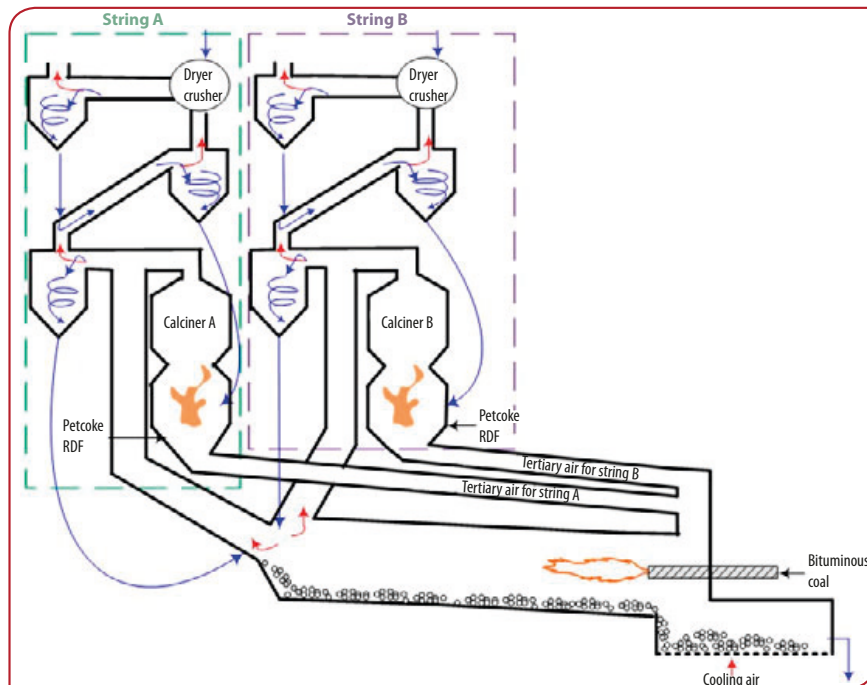 String A
String B
Dryer
crusher
Dryer
crusher
Calciner A
Calciner B
Petcoke
RDF
Petcoke
RDF
Tertiary air for string B
Tertiary air for string A
Bituminous
coal
Cooling air